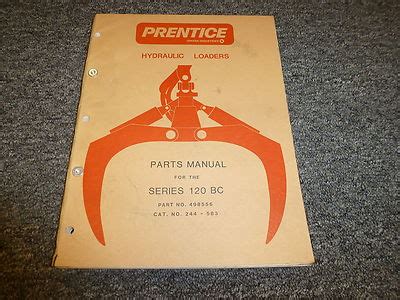 PRENTICE
HYDRAULIC LOADERS
PARTS MANUAL
FOR THE
SERIES 120 BC
PART NO. 498556
CAT. NO. 244 - 583